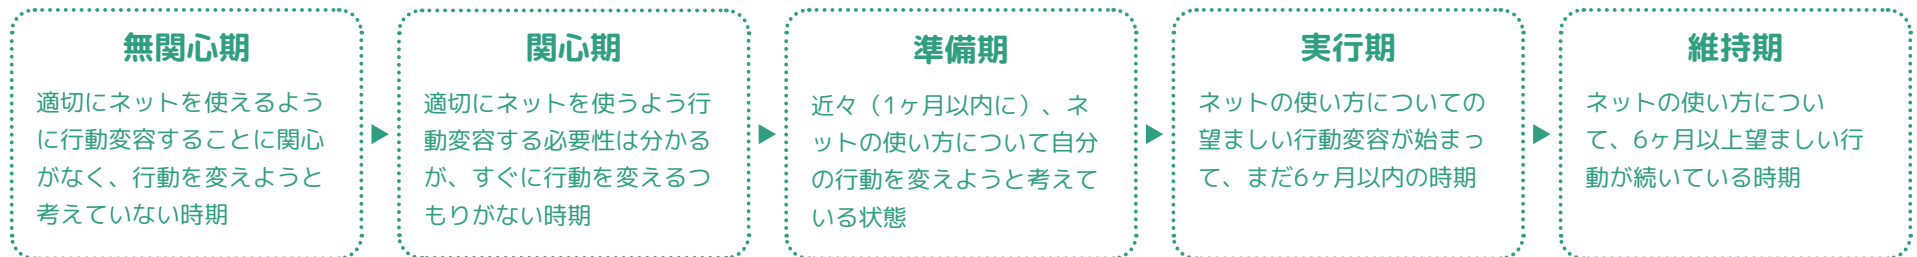 無関心期
適切にネットを使えるよう
に行動変容することに関心
がなく、行動を変えようと
考えていない時期
関心期
適切にネットを使うよう行
動変容する必要性は分かる
が、すぐに行動を変えるつ
もりがない時期
準備期
近々（1ヶ月以内に）、ネ
ットの使い方について自分
の行動を変えようと考えて
いる状態
実行期
ネットの使い方についての
望ましい行動変容が始まっ
て、まだ6ヶ月以内の時期
維持期
ネットの使い方につい
て、6ヶ月以上望ましい行
動が続いている時期